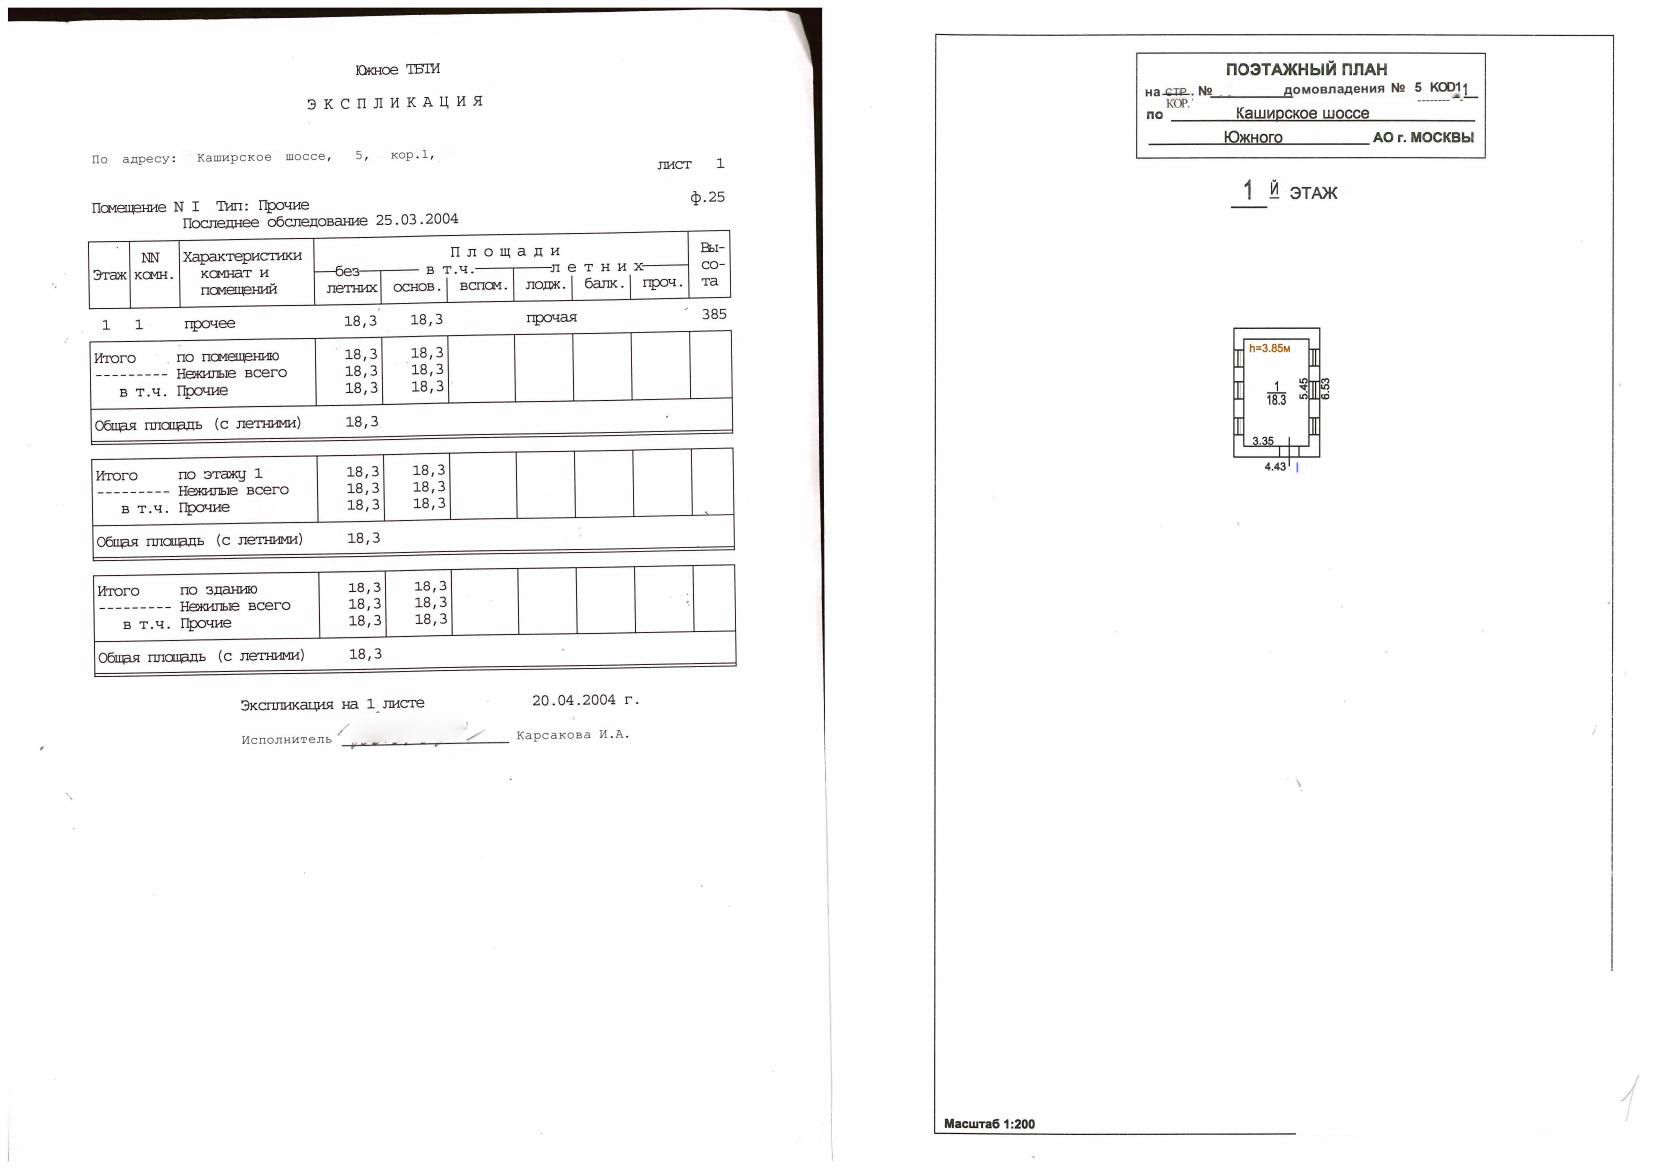 Южное ТБТИ
ЭКСПЛИКАЦИЯ
По адресу: Каширское шоссе, 5, кор.1,
лист 1
ф.25
Помещение N I Тип: Прочие
Последнее обследование 25.03.2004
Этаж NN комн. Характеристики комнат и помещений Площади Высота
без летних в т.ч. летних
основ. вспом. лодж. балк. проч.
1 1 прочее 18,3 18,3 прочая 385
Итого по помещению 18,3 18,3
--------- Нежилые всего 18,3 18,3
в т.ч. Прочие 18,3 18,3
Общая площадь (с летними) 18,3
Итого по этажу 1 18,3 18,3
--------- Нежилые всего 18,3 18,3
в т.ч. Прочие 18,3 18,3
Общая площадь (с летними) 18,3
Итого по зданию 18,3 18,3
--------- Нежилые всего 18,3 18,3
в т.ч. Прочие 18,3 18,3
Общая площадь (с летними) 18,3
Экспликация на 1 листе 20.04.2004 г.
Исполнитель Карсакова И.А.
ПОЭТАЖНЫЙ ПЛАН
на стр. № домовладения № 5
КОР.
по Каширское шоссе
Южного АО г. МОСКВЫ
1 й ЭТАЖ
h=3.85м
1
18.3
5.45
6.53
3.35
4.43 I
Масштаб 1:200
1